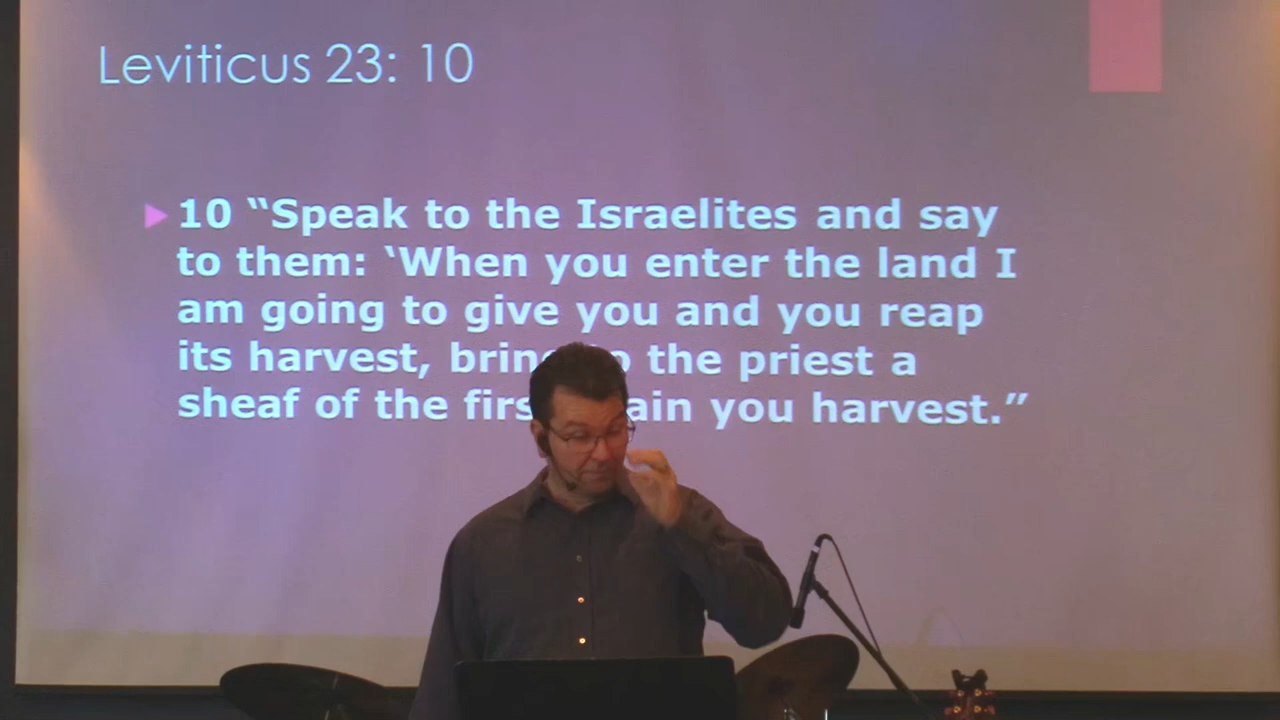 Leviticus 23: 10
10 “Speak to the Israelites and say
to them: ‘When you enter the land I
am going to give you and you reap
its harvest, the priest a
sheaf of the you harvest.”